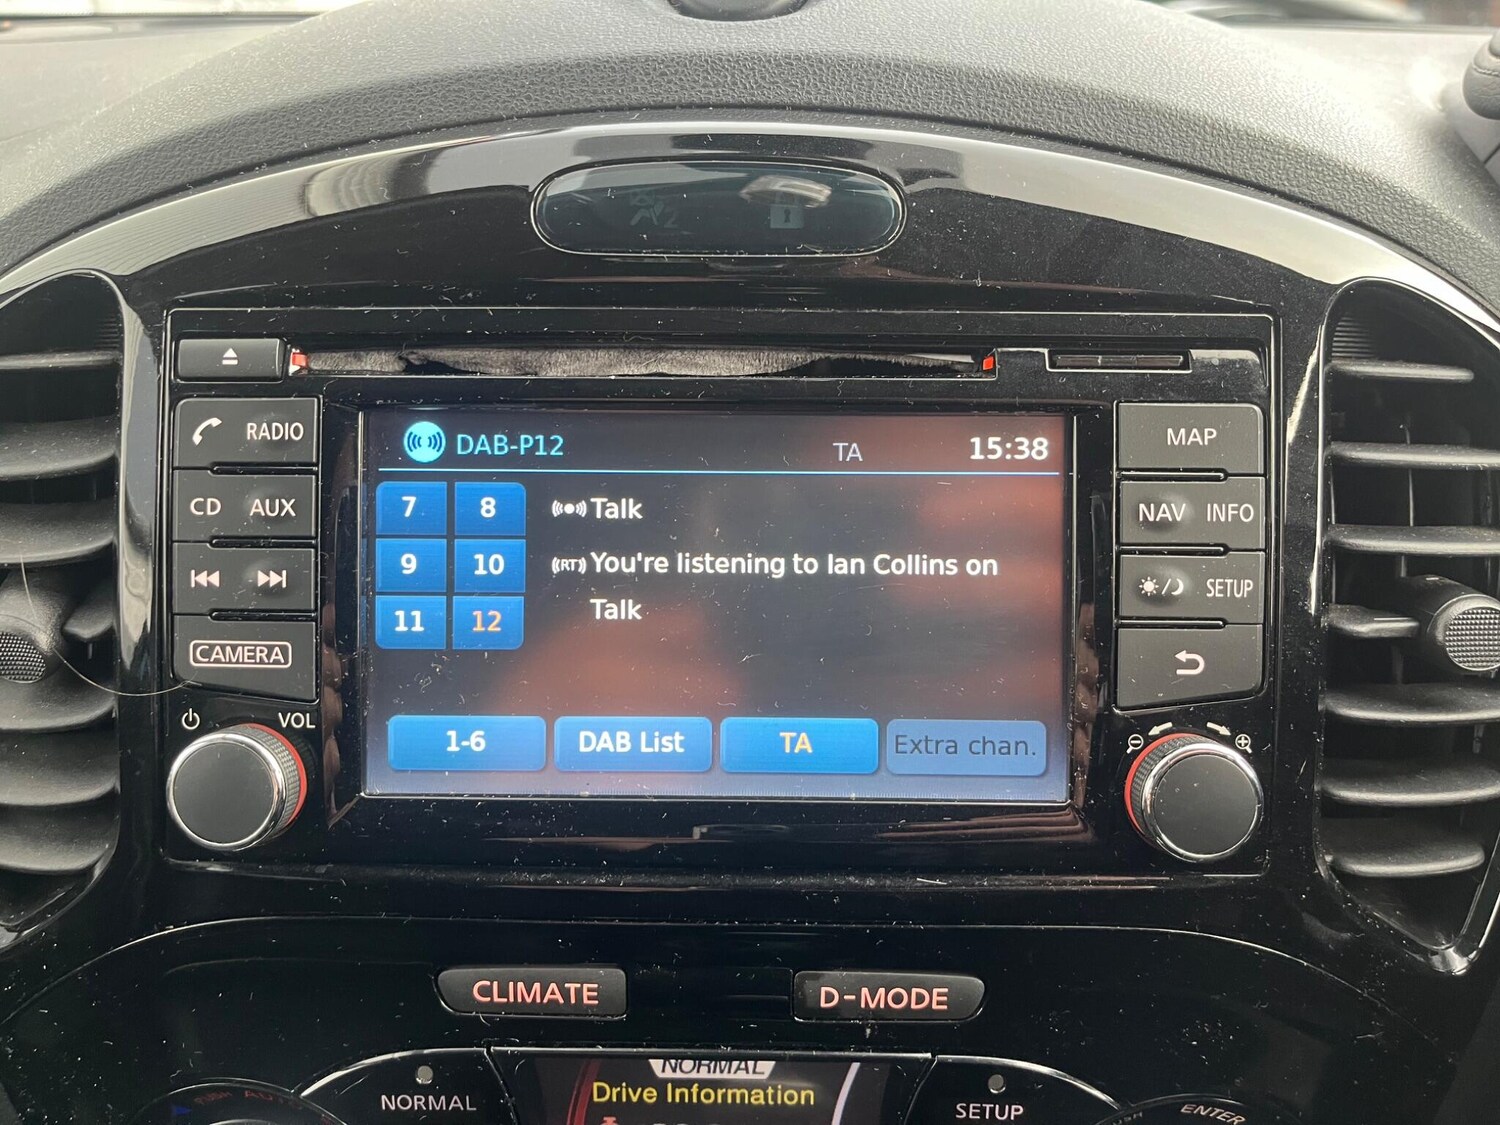 RADIO
CD AUX
CAMERA
VOL
DAB-P12 TA 15:38
7 8
9 10
11 12
Talk
(RT) You're listening to Ian Collins on
Talk
1-6 DAB List TA Extra chan.
MAP
NAV INFO
SETUP
CLIMATE D-MODE
NORMAL
Drive Information
NORMAL
SETUP
PUSH AUTO
ENTER